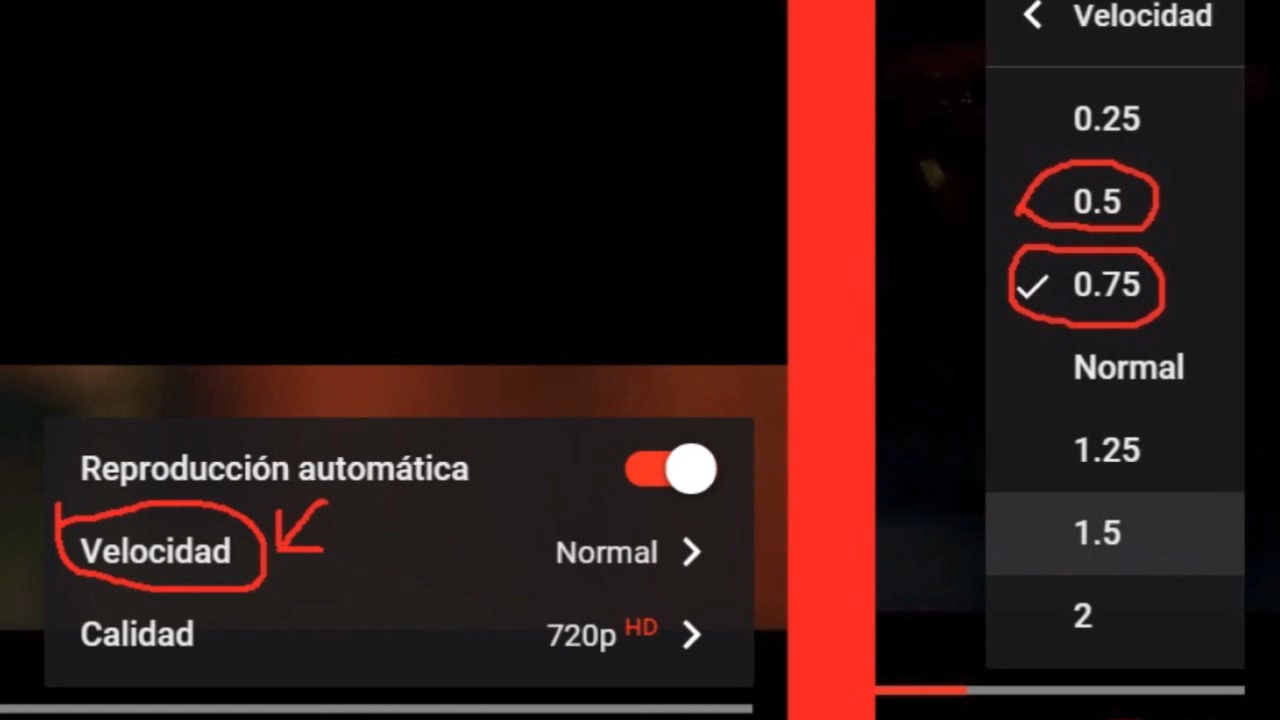 Reproducción automática
Velocidad Normal
Calidad 720p HD
Velocidad
0.25
0.5
0.75
Normal
1.25
1.5
2